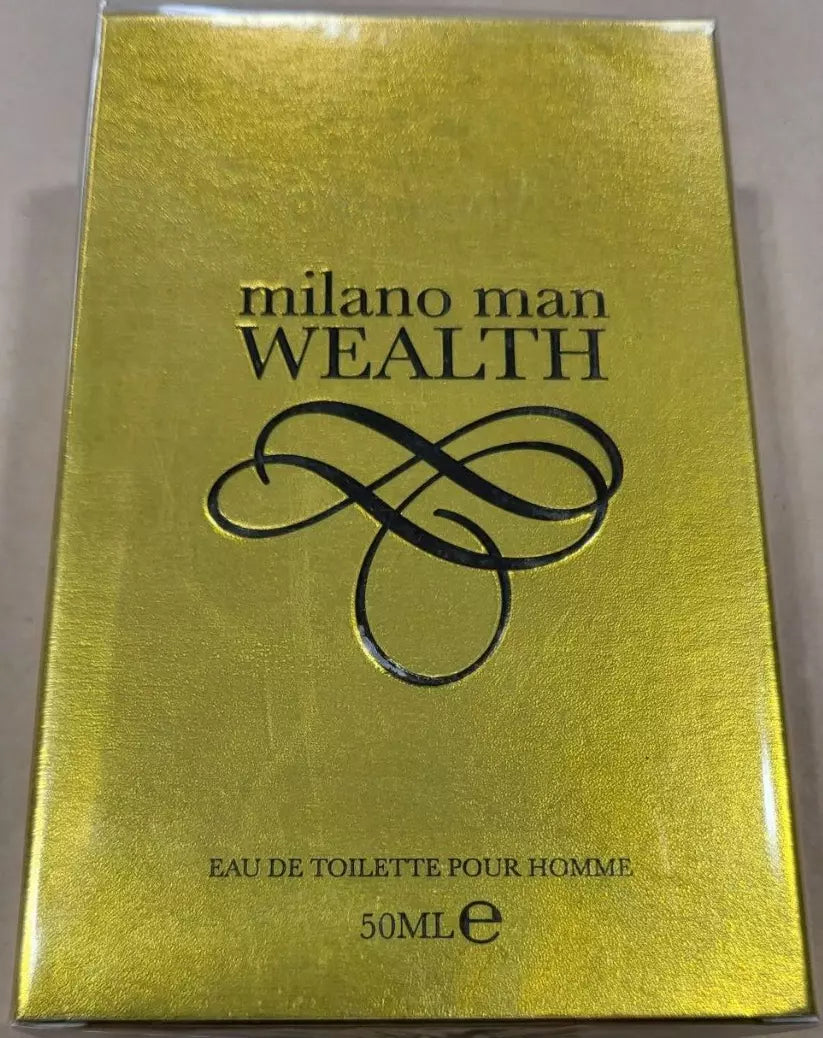 milano man
WEALTH
EAU DE TOILETTE POUR HOMME
50ML℮